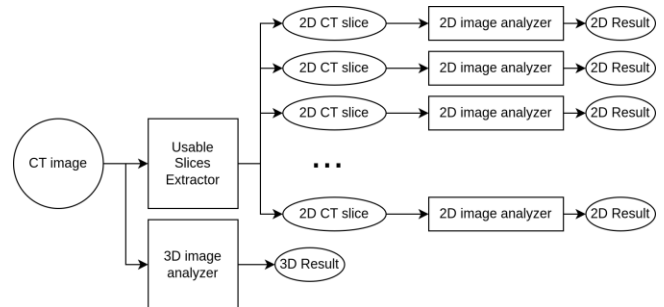 2D CT slice
2D image analyzer
2D Result
2D CT slice
2D image analyzer
2D Result
2D CT slice
2D image analyzer
2D Result
CT image
Usable
Slices
Extractor
...
2D CT slice
2D image analyzer
2D Result
3D image
analyzer
3D Result